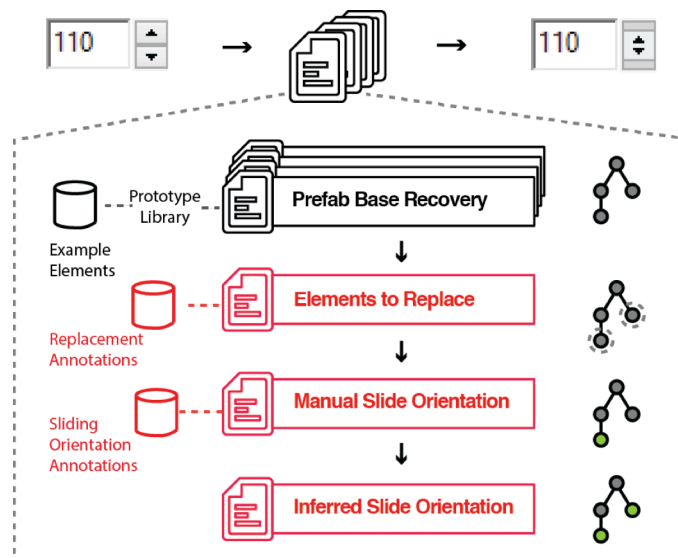 110
110
Prototype
Library
Prefab Base Recovery
Example
Elements
Elements to Replace
Replacement
Annotations
Manual Slide Orientation
Sliding
Orientation
Annotations
Inferred Slide Orientation